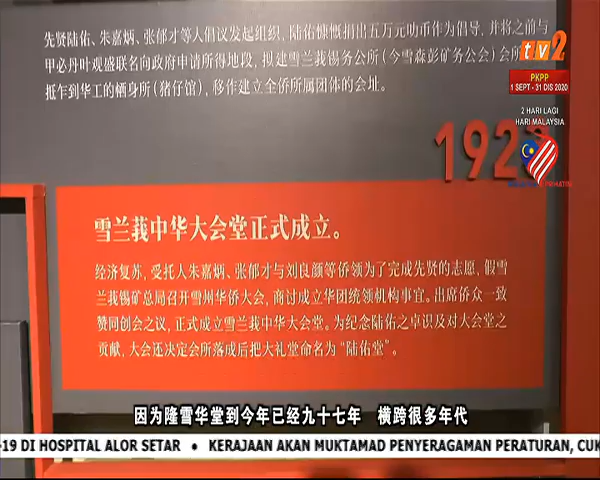 先贤陆佑、朱嘉炳、张郁才等人倡议发起组织，陆佑慷慨捐出五万元叻币作为倡导，并将之前与
甲必丹叶观盛联名向政府申请所得地段，拟建雪兰莪锡务公所（今雪森彭矿务公会）会所
抵乍到华工的栖身所（猪仔馆），移作建立全侨所属团体的会址。
tv2
PKPP
1 SEPT - 31 DIS 2020
2 HARI LAGI
HARI MALAYSIA
192
雪兰莪中华大会堂正式成立。
经济复苏，受托人朱嘉炳、张郁才与刘良颜等侨领为了完成先贤的志愿，假雪
兰莪锡矿总局召开雪州华侨大会，商讨成立华团统领机构事宜。出席侨众一致
赞同创会之议，正式成立雪兰莪中华大会堂。为纪念陆佑之卓识及对大会堂之
贡献，大会还决定会所落成后把大礼堂命名为“陆佑堂”。
因为隆雪华堂到今年已经九十七年 横跨很多年代
-19 DI HOSPITAL ALOR SETAR • KERAJAAN AKAN MUKTAMAD PENYERAGAMAN PERATURAN, CUK